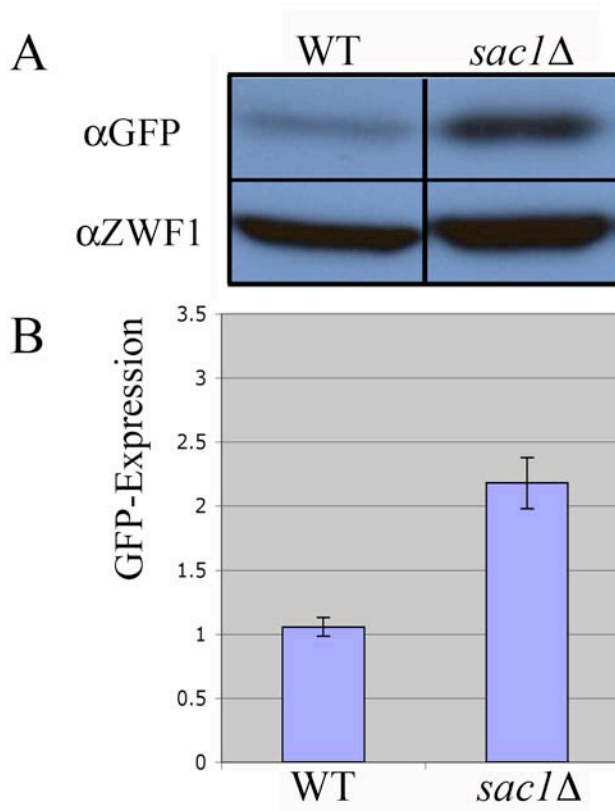 A
WT sac1Δ
αGFP
αZWF1
B
GFP-Expression
3.5
3
2.5
2
1.5
1
0.5
0
WT sac1Δ